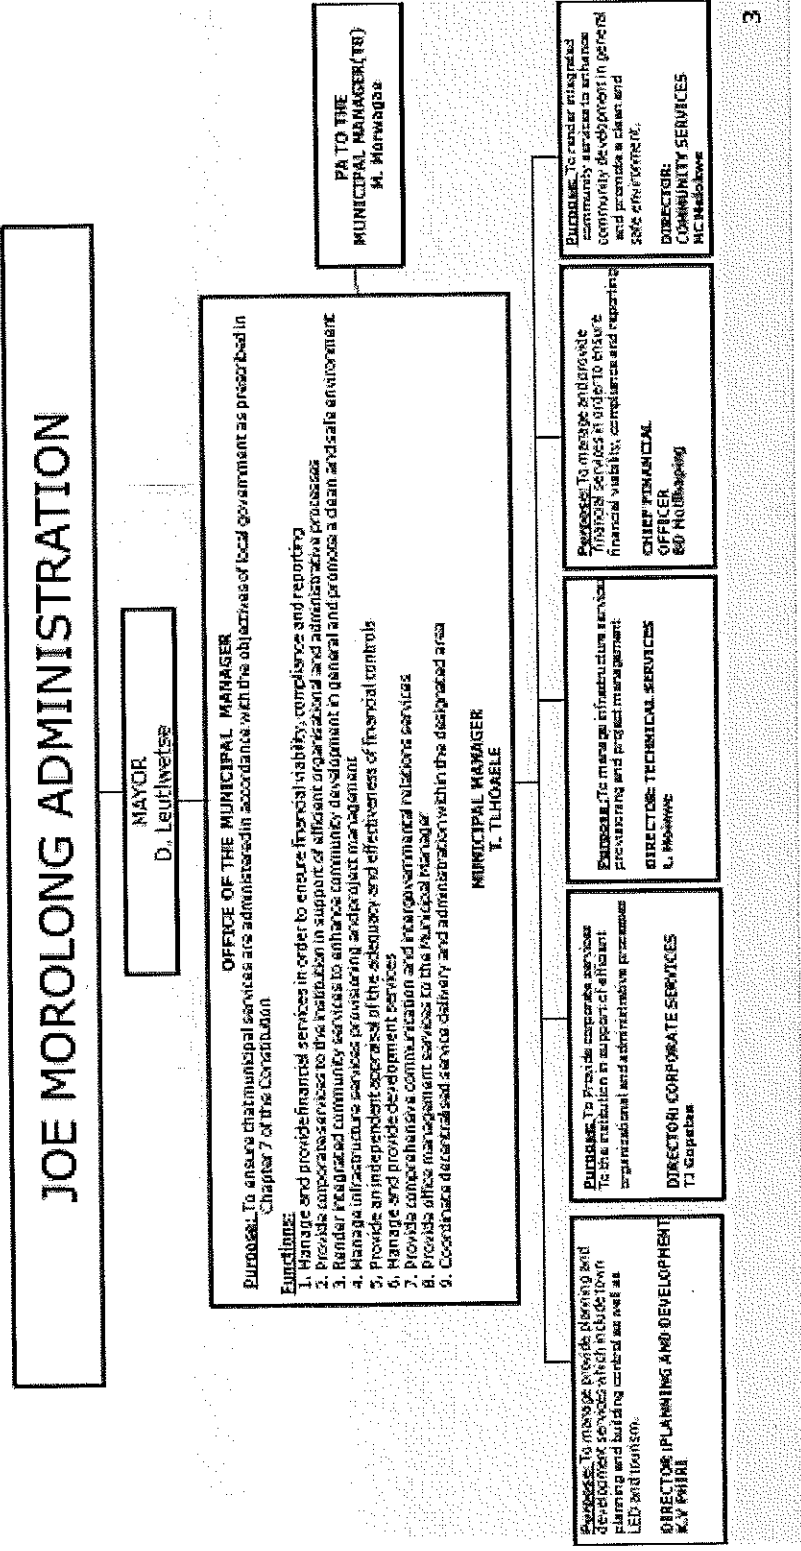 JOE MOROLONG ADMINISTRATION
MAYOR
D. Leutlwetse
OFFICE OF THE MUNICIPAL MANAGER
Purpose: To ensure that municipal services are administered in accordance with the objectives of local government as prescribed in
Chapter 7 of the Constitution
Functions:
1. Manage and provide financial services in order to ensure financial viability, compliance and reporting
2. Provide corporate services to the institution in support of efficient organisational and administrative processes
3. Render integrated community services to enhance community development in general and promote a clean and safe environment
4. Manage infrastructure services provisioning and project management
5. Provide an independent appraisal of the adequacy and effectiveness of financial controls
6. Manage and provide development services
7. Provide comprehensive communication and intergovernmental relations services
8. Provide office management services to the Municipal Manager
9. Coordinate decentralised service delivery and administration within the designated area
MUNICIPAL MANAGER
T. TLHOAELE
PA TO THE
MUNICIPAL MANAGER(T8)
M. Morwagae
Purpose: To manage provide planning and
development services which include town
planning and building control as well as
LED and tourism.
DIRECTOR :PLANNING AND DEVELOPMENT
K.V PHIRI
Purpose: To Provide corporate services
To the institution in support of efficient
organisational and administrative processes
DIRECTOR: CORPORATE SERVICES
TJ
Purpose: To manage infrastructure services
provisioning and project management
DIRECTOR: TECHNICAL SERVICES
L.
Purpose: To manage and provide
financial services in order to ensure
financial viability, compliance and reporting
CHIEF FINANCIAL
OFFICER
BD
Purpose: To render integrated
community services to enhance
community development in general
and promote a clean and
safe environment.
DIRECTOR:
COMMUNITY SERVICES
3